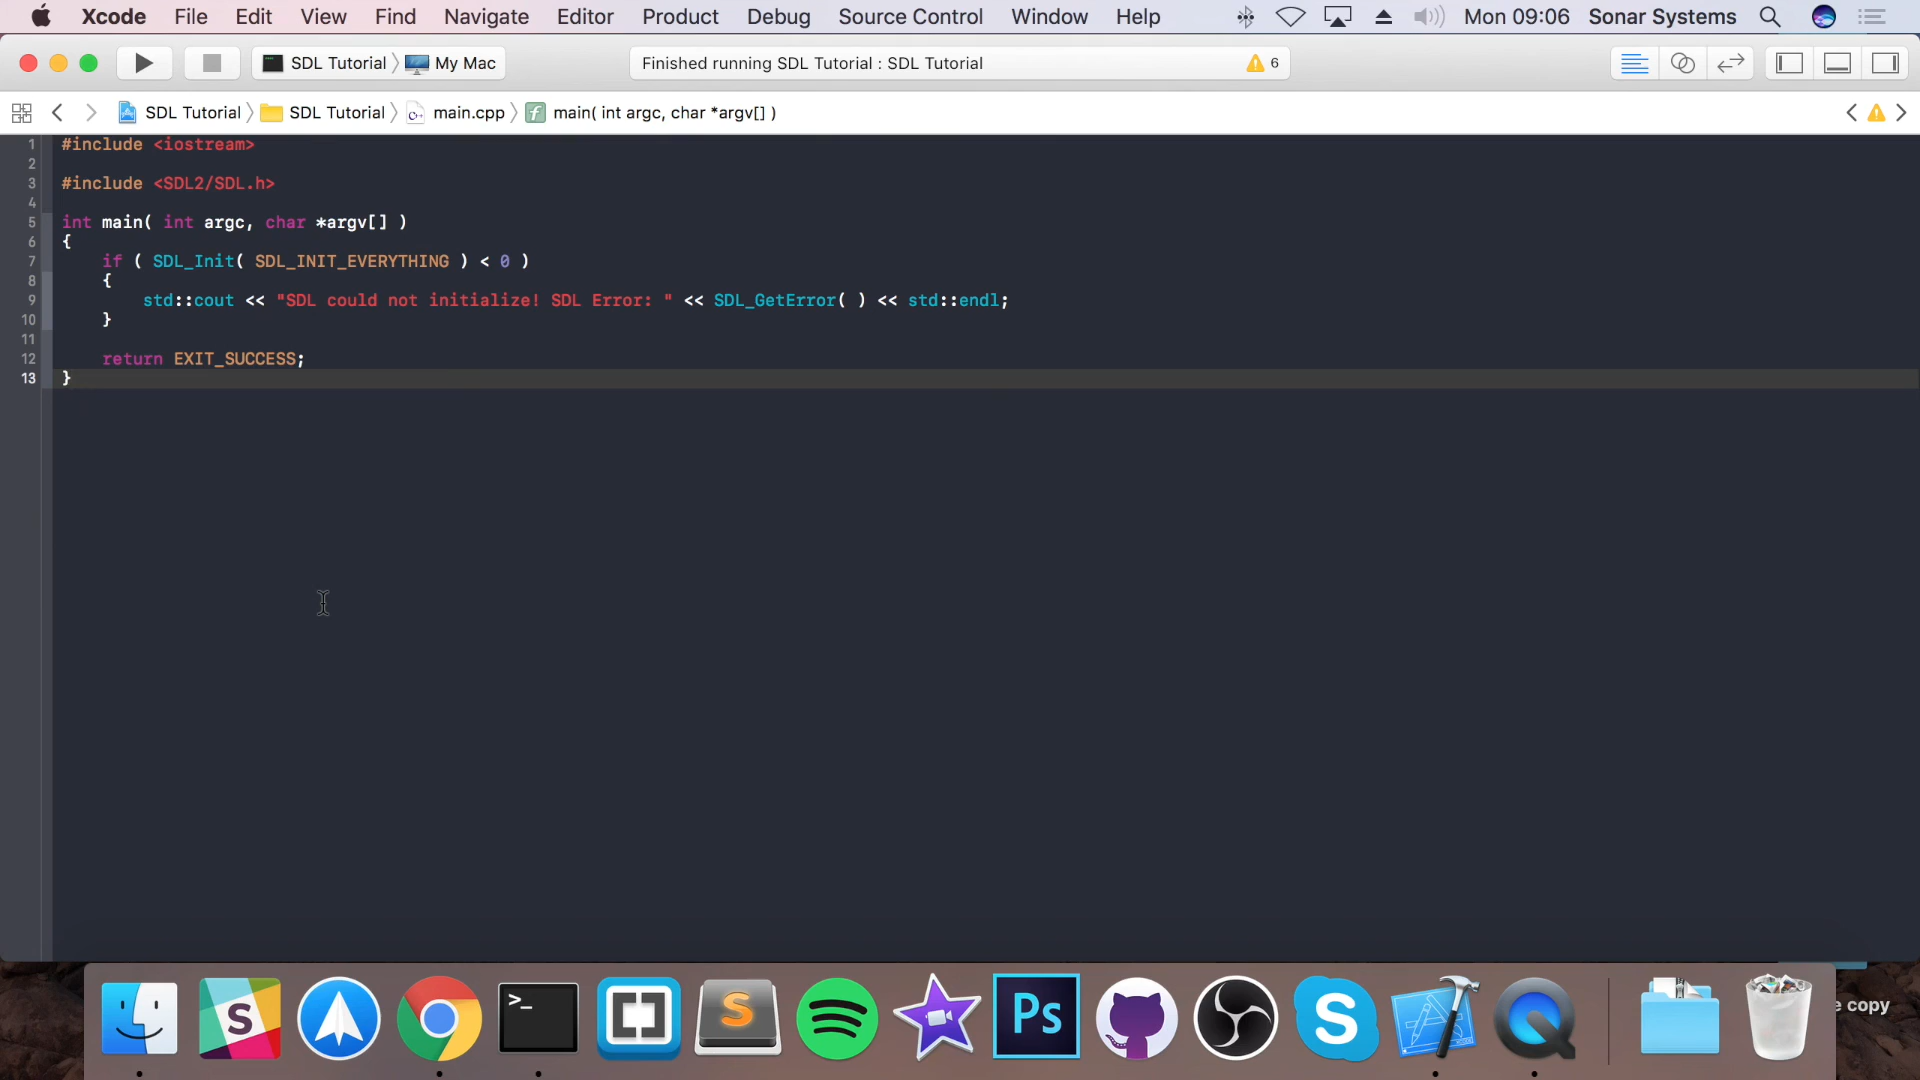 Xcode File Edit View Find Navigate Editor Product Debug Source Control Window Help Mon 09:06 Sonar Systems
SDL Tutorial My Mac Finished running SDL Tutorial : SDL Tutorial 6
SDL Tutorial SDL Tutorial main.cpp main( int argc, char *argv[] )
1 #include <iostream>
2
3 #include <SDL2/SDL.h>
4
5 int main( int argc, char *argv[] )
6 {
7 if ( SDL_Init( SDL_INIT_EVERYTHING ) < 0 )
8 {
9 std::cout << "SDL could not initialize! SDL Error: " << SDL_GetError( ) << std::endl;
10 }
11
12 return EXIT_SUCCESS;
13 }
>_ S Ps S
e copy